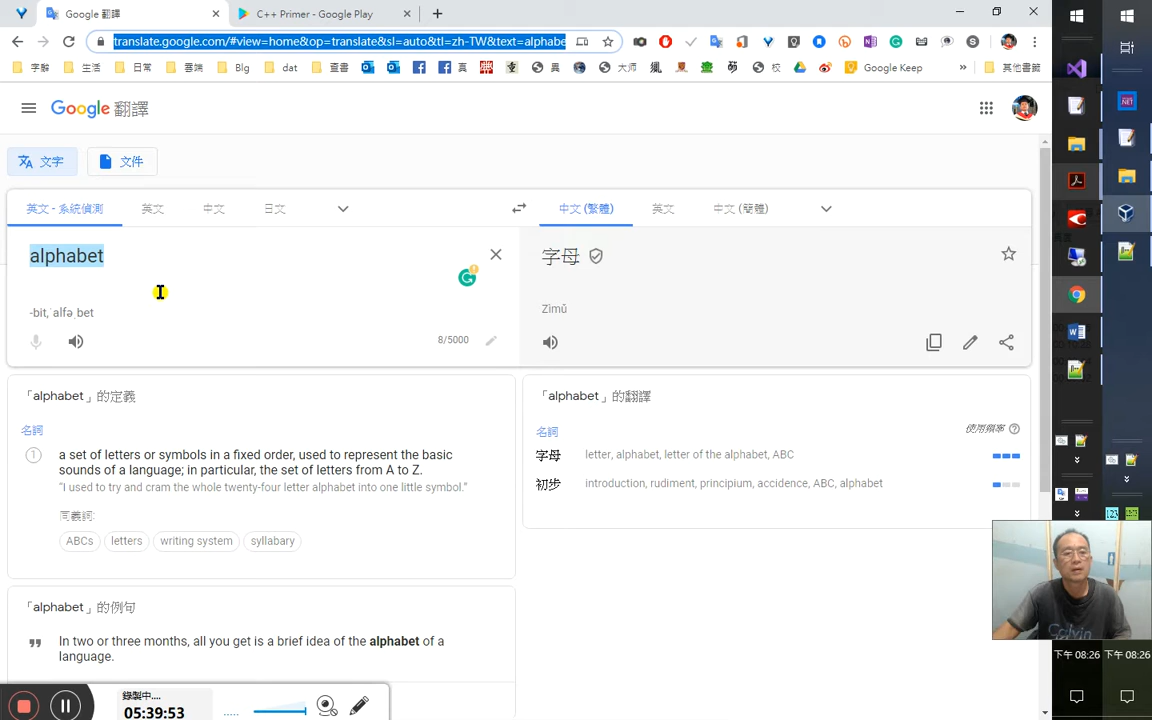 Google 翻譯
C++ Primer - Google Play
translate.google.com/#view=home&op=translate&sl=auto&tl=zh-TW&text=alphabe
字辭
生活
日常
雲端
Blg
dat
查書
真
異
大师
校
Google Keep
其他書籤
Google 翻譯
文字
文件
英文 - 系統偵測
英文
中文
日文
中文 (繁體)
英文
中文 (簡體)
alphabet
字母
-bit,ˈalfəˌbet
Zìmǔ
8/5000
「alphabet」的定義
「alphabet」的翻譯
名詞
1
a set of letters or symbols in a fixed order, used to represent the basic
sounds of a language; in particular, the set of letters from A to Z.
"I used to try and cram the whole twenty-four letter alphabet into one little symbol."
同義詞:
ABCs
letters
writing system
syllabary
名詞
使用頻率
字母
letter, alphabet, letter of the alphabet, ABC
初步
introduction, rudiment, principium, accidence, ABC, alphabet
「alphabet」的例句
In two or three months, all you get is a brief idea of the alphabet of a
language.
錄製中....
05:39:53
下午 08:26
下午 08:26